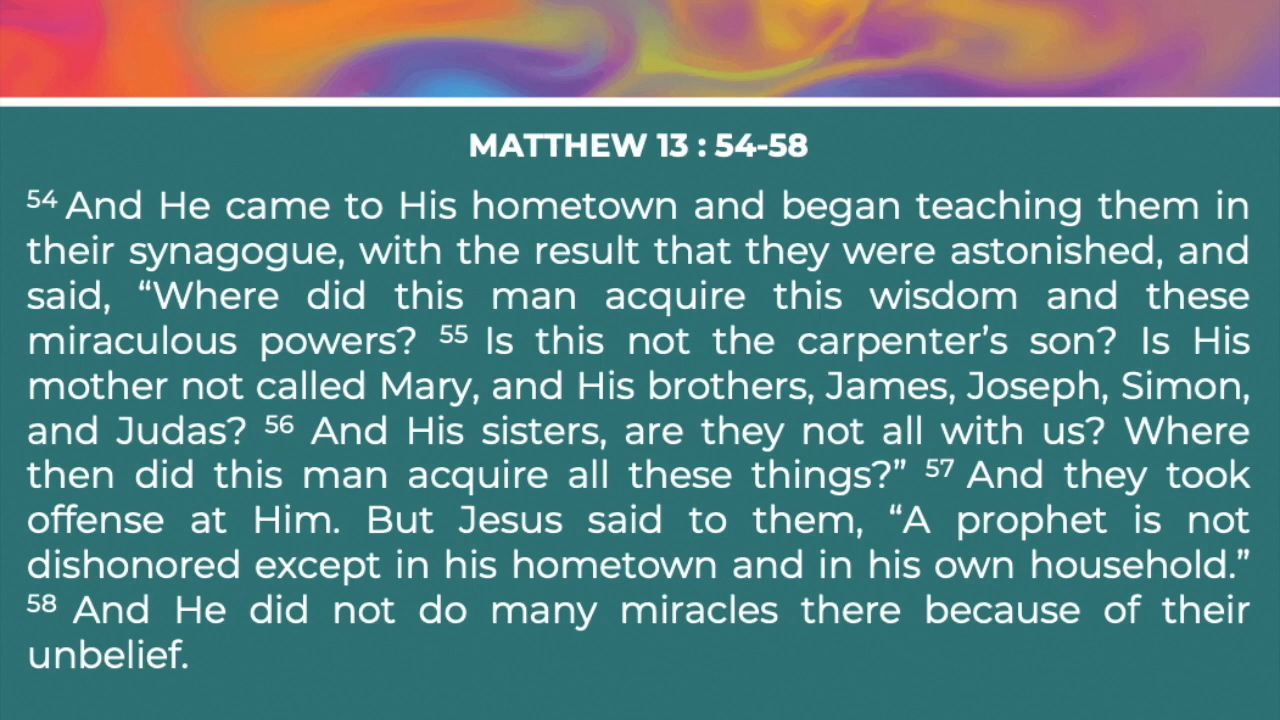 MATTHEW 13 : 54-58
54 And He came to His hometown and began teaching them in
their synagogue, with the result that they were astonished, and
said, “Where did this man acquire this wisdom and these
miraculous powers? 55 Is this not the carpenter’s son? Is His
mother not called Mary, and His brothers, James, Joseph, Simon,
and Judas? 56 And His sisters, are they not all with us? Where
then did this man acquire all these things?” 57 And they took
offense at Him. But Jesus said to them, “A prophet is not
dishonored except in his hometown and in his own household.”
58 And He did not do many miracles there because of their
unbelief.